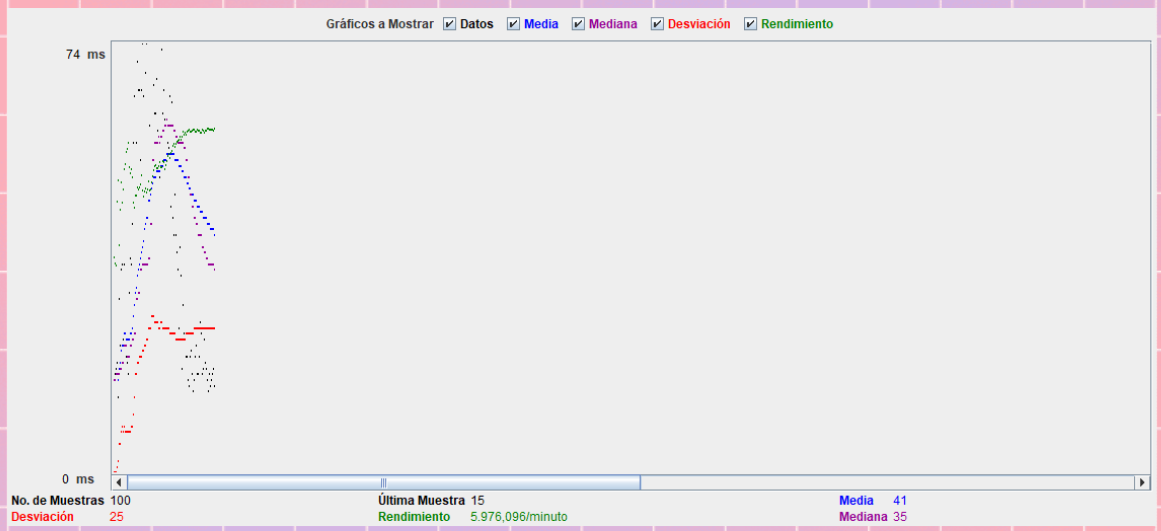 Gráficos a Mostrar Datos Media Mediana Desviación Rendimiento
74 ms
0 ms
No. de Muestras 100 Última Muestra 15 Media 41
Desviación 25 Rendimiento 5.976,096/minuto Mediana 35